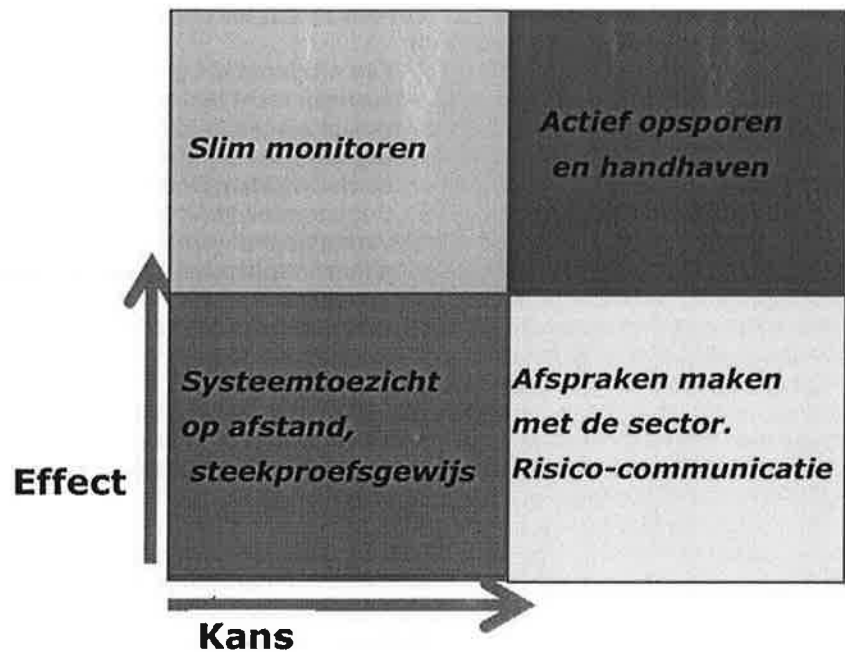 Slim monitoren
Actief opsporen
en handhaven
Systeemtoezicht
op afstand,
steekproefsgewijs
Afspraken maken
met de sector.
Risico-communicatie
Effect
Kans